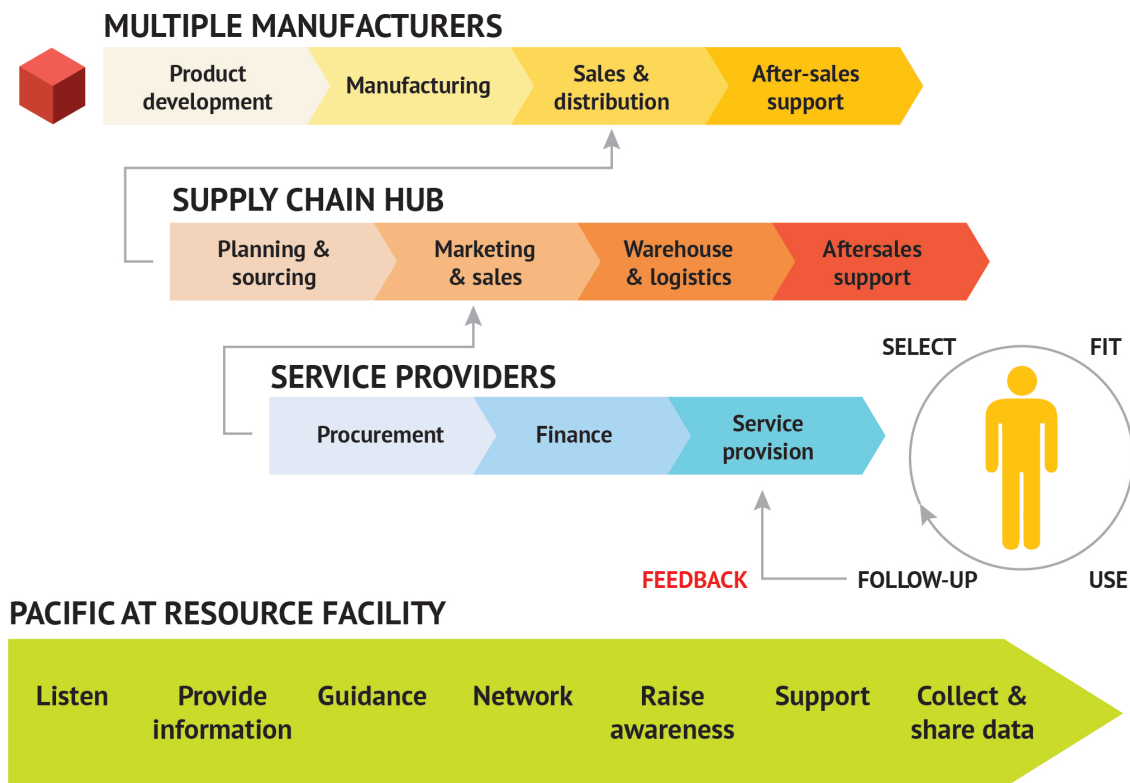 MULTIPLE MANUFACTURERS
Product
development
Manufacturing
Sales &
distribution
After-sales
support
SUPPLY CHAIN HUB
Planning &
sourcing
Marketing
& sales
Warehouse
& logistics
Aftersales
support
SERVICE PROVIDERS
Procurement
Finance
Service
provision
SELECT
FIT
FEEDBACK
FOLLOW-UP
USE
PACIFIC AT RESOURCE FACILITY
Listen
Provide
information
Guidance
Network
Raise
awareness
Support
Collect &
share data